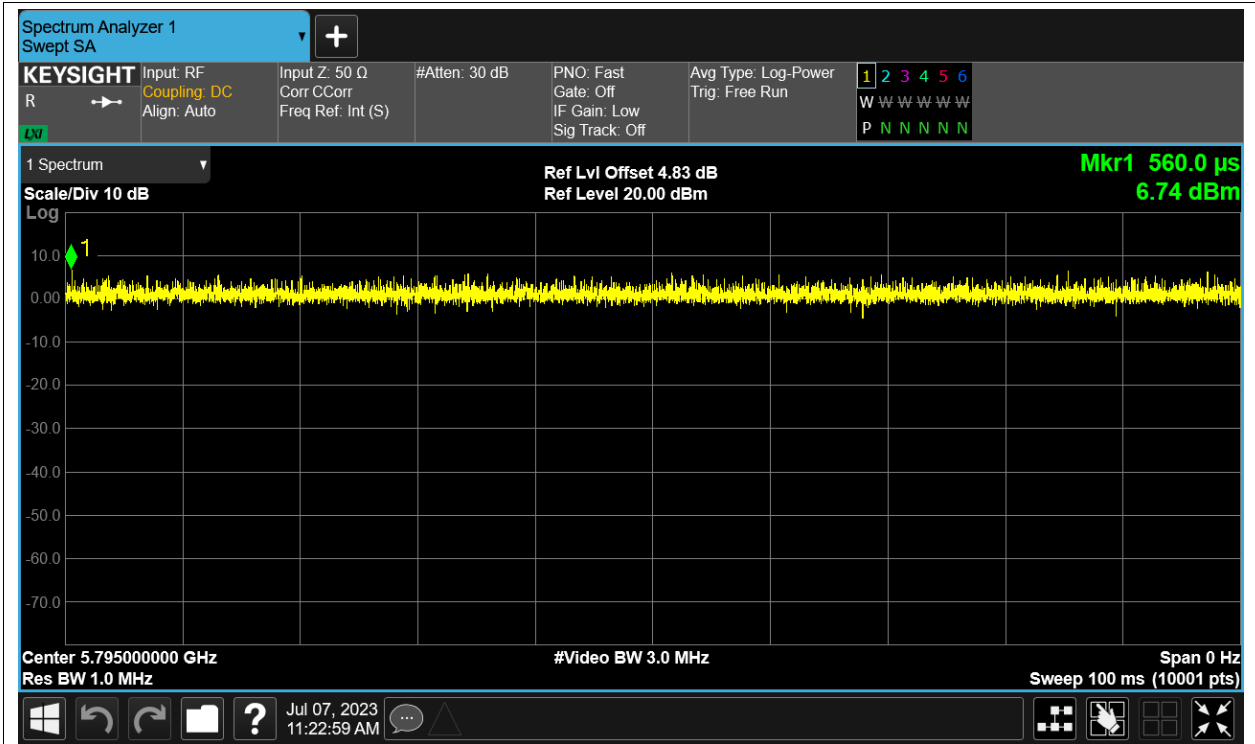 Spectrum Analyzer 1
Swept SA
KEYSIGHT
R
LXI
Input: RF
Coupling: DC
Align: Auto
Input Z: 50 Ω
Corr CCorr
Freq Ref: Int (S)
#Atten: 30 dB
PNO: Fast
Gate: Off
IF Gain: Low
Sig Track: Off
Avg Type: Log-Power
Trig: Free Run
1 2 3 4 5 6
W W W W W W
P N N N N N
1 Spectrum
Scale/Div 10 dB
Ref Lvl Offset 4.83 dB
Ref Level 20.00 dBm
Mkr1 560.0 µs
6.74 dBm
Log
1
10.0
0.00
-10.0
-20.0
-30.0
-40.0
-50.0
-60.0
-70.0
Center 5.795000000 GHz
#Video BW 3.0 MHz
Span 0 Hz
Res BW 1.0 MHz
Sweep 100 ms (10001 pts)
?
Jul 07, 2023
11:22:59 AM